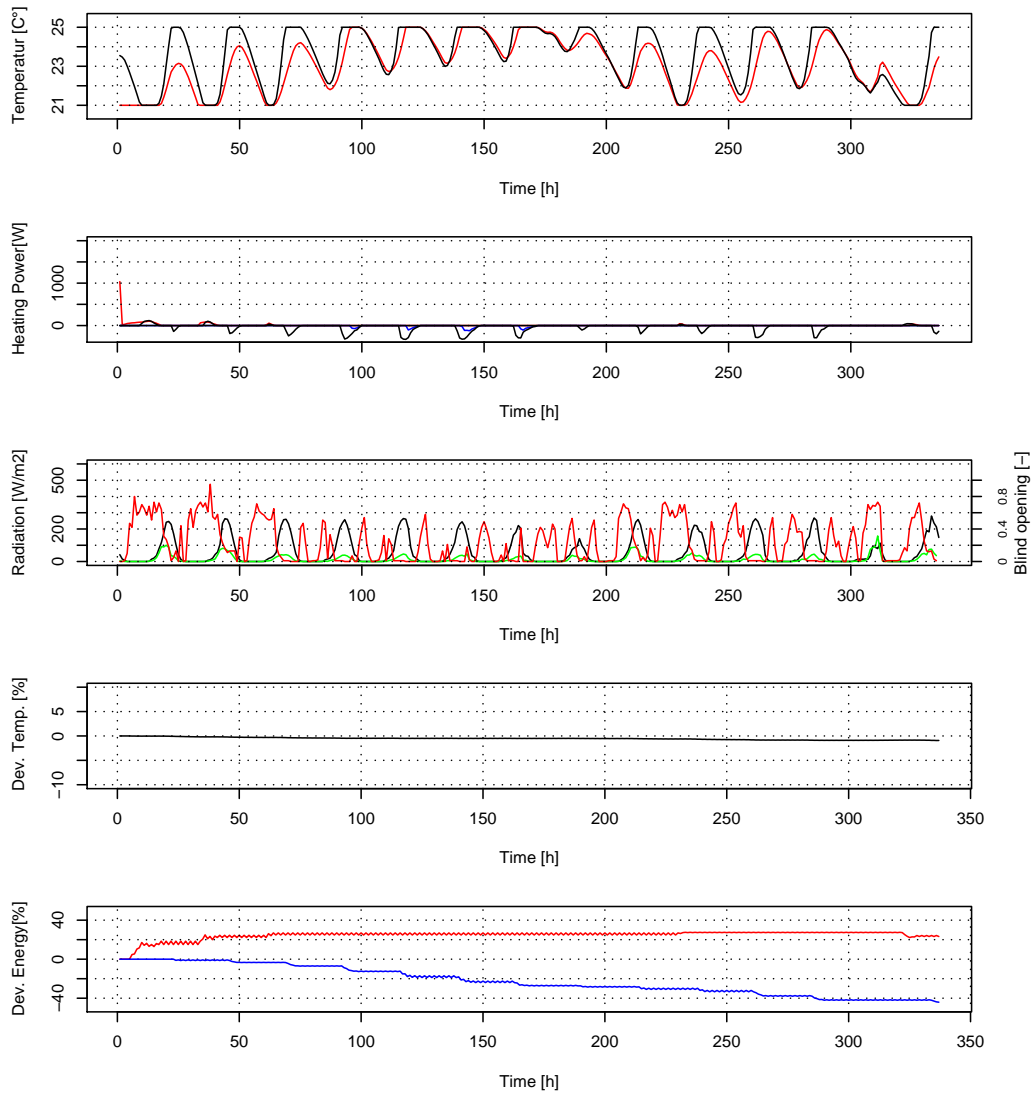 Temperatur [C°]
25
23
21
0 50 100 150 200 250 300
Time [h]
Heating Power[W]
1000
0
0 50 100 150 200 250 300
Time [h]
Radiation [W/m2]
500
200
0
0.8
0.4
0
Blind opening [−]
0 50 100 150 200 250 300
Time [h]
Dev. Temp. [%]
5
0
−10
0 50 100 150 200 250 300 350
Time [h]
Dev. Energy[%]
40
0
−40
0 50 100 150 200 250 300 350
Time [h]